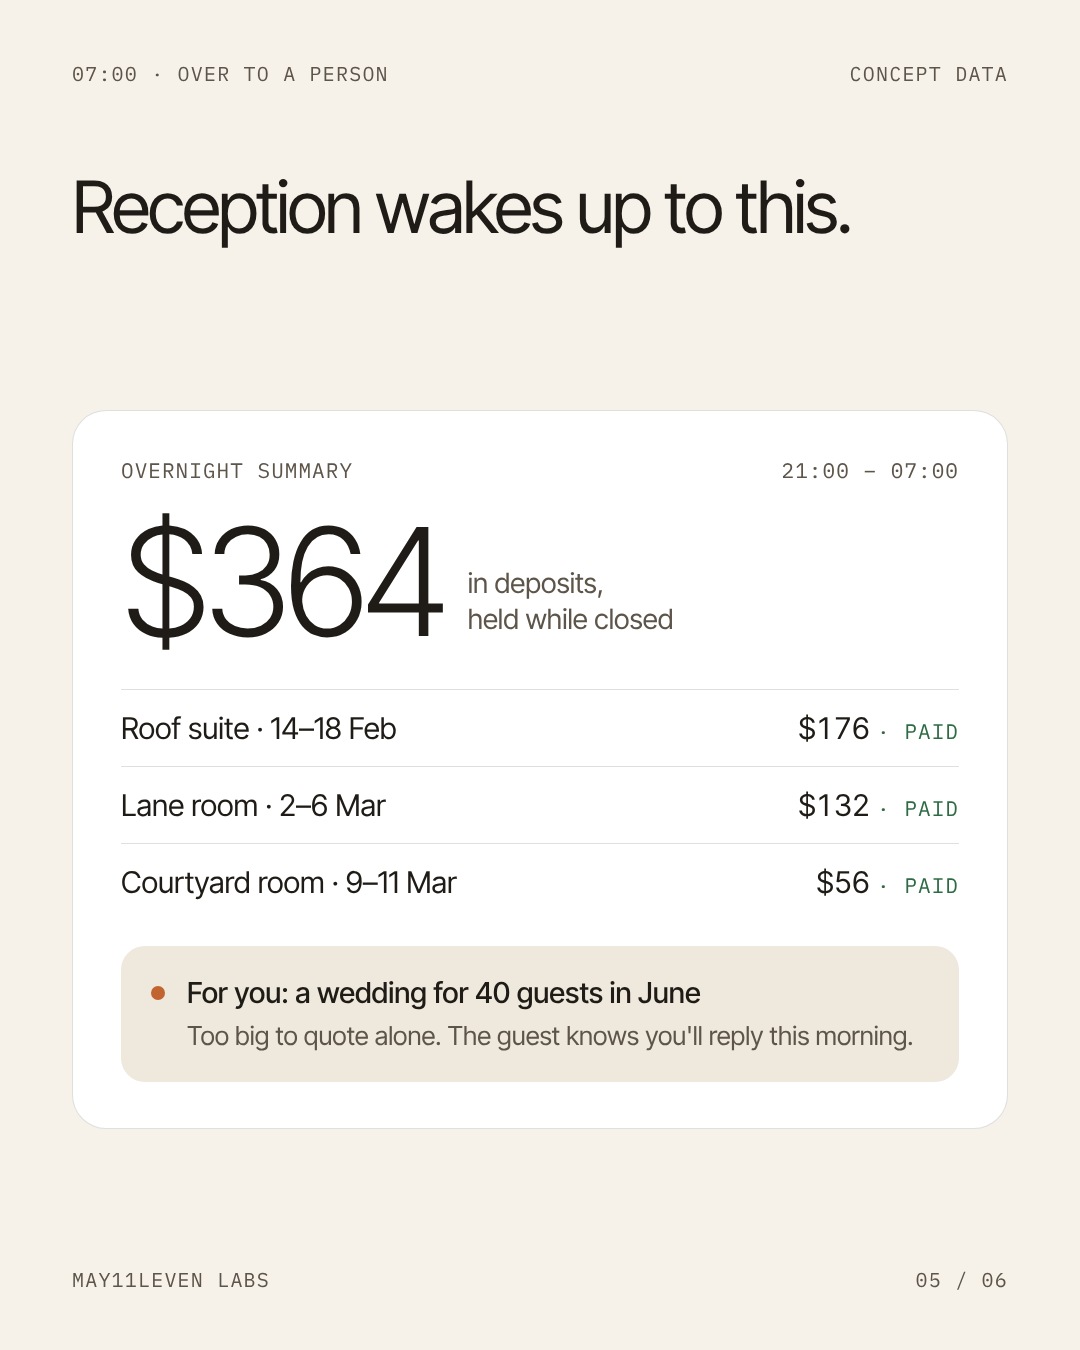 07:00 · OVER TO A PERSON
CONCEPT DATA
Reception wakes up to this.
OVERNIGHT SUMMARY
21:00 – 07:00
$364
in deposits,
held while closed
Roof suite · 14–18 Feb
$176 · PAID
Lane room · 2–6 Mar
$132 · PAID
Courtyard room · 9–11 Mar
$56 · PAID
For you: a wedding for 40 guests in June
Too big to quote alone. The guest knows you'll reply this morning.
MAY11LEVEN LABS
05 / 06